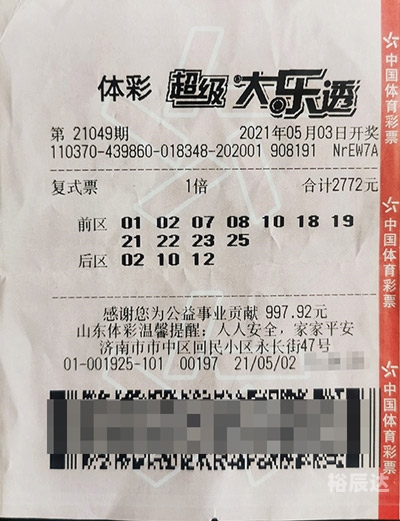 体彩 超级大乐透
第 21049期 2021年05月03日开奖
110370-439860-018348-202001 908191 NrEW7A
复式票 1倍 合计2772元
前区 01 02 07 08 10 18 19
21 22 23 25
后区 02 10 12
感谢您为公益事业贡献 997.92元
山东体彩温馨提醒：人人安全，家家平安
济南市市中区回民小区永长街47号
01-001925-101 00197 21/05/02
中国体育彩票
中国体育彩票
中国体育彩票
裕辰达